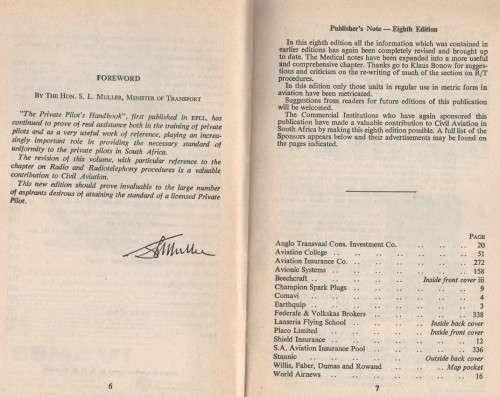 FOREWORD
BY THE HON. S. L. MULLER, MINISTER OF TRANSPORT
"The Private Pilot's Handbook", first published in EPLL, has
continued to prove of real assistance both in the training of private
pilots and as a very useful work of reference, playing an increas-
ingly important role in providing the necessary standard of
uniformity to the private pilots in South Africa.
The revision of this volume, with particular reference to the
chapter on Radio and Radiotelephony procedures is a valuable
contribution to Civil Aviation.
This new edition should prove invaluable to the large number
of aspirants desirous of attaining the standard of a licensed Private
Pilot.
SLMuller
6
Publisher's Note — Eighth Edition
In this eighth edition all the information which was contained in
earlier editions has again been completely revised and brought up
to date. The Medical notes have been expanded into a more useful
and comprehensive chapter. Thanks go to Klaus Bonow for sugges-
tions and criticism on the re-writing of much of the section on R/T
procedures.
In this edition only those units in regular use in metric form in
aviation have been metricated.
Suggestions from readers for future editions of this publication
will be welcomed.
The Commercial Institutions who have again sponsored this
publication have made a valuable contribution to Civil Aviation in
South Africa by making this eighth edition possible. A full list of the
Sponsors appears below and their advertisements may be found on
the pages indicated.
PAGE
Anglo Transvaal Cons. Investment Co. .. .. .. 20
Aviation College .. .. .. .. .. .. 51
Aviation Insurance Co. .. .. .. .. .. 272
Avionic Systems .. .. .. .. .. .. 158
Beechcraft .. .. .. .. .. Inside front cover iii
Champion Spark Plugs .. .. .. .. .. 9
Comavi .. .. .. .. .. .. .. 4
Earthquip .. .. .. .. .. .. .. 3
Federale & Volkskas Brokers .. .. .. .. 338
Lanseria Flying School .. .. .. Inside back cover
Placo Limited .. .. .. .. Inside front cover
Shield Insurance .. .. .. .. .. .. 12
S.A. Aviation Insurance Pool .. .. .. .. 336
Stannic .. .. .. .. .. Outside back cover
Willis, Faber, Dumas and Rowand .. .. Map pocket
World Airnews .. .. .. .. .. .. 16
7